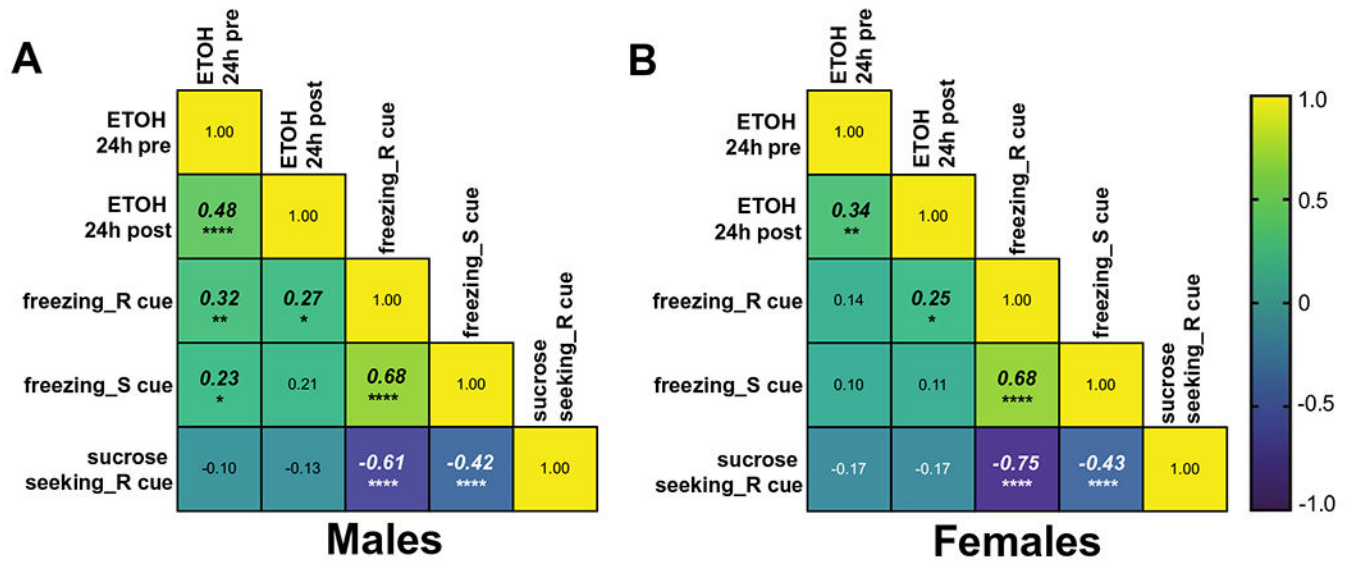 A
ETOH
24h pre
ETOH
24h post
freezing_R cue
freezing_S cue
sucrose
seeking_R cue
ETOH
24h pre
1.00
ETOH
24h post
0.48
****
1.00
freezing_R cue
0.32
**
0.27
*
1.00
freezing_S cue
0.23
*
0.21
0.68
****
1.00
sucrose
seeking_R cue
-0.10
-0.13
-0.61
****
-0.42
****
1.00
Males
B
ETOH
24h pre
ETOH
24h post
freezing_R cue
freezing_S cue
sucrose
seeking_R cue
ETOH
24h pre
1.00
ETOH
24h post
0.34
**
1.00
freezing_R cue
0.14
0.25
*
1.00
freezing_S cue
0.10
0.11
0.68
****
1.00
sucrose
seeking_R cue
-0.17
-0.17
-0.75
****
-0.43
****
1.00
Females
1.0
0.5
0
-0.5
-1.0